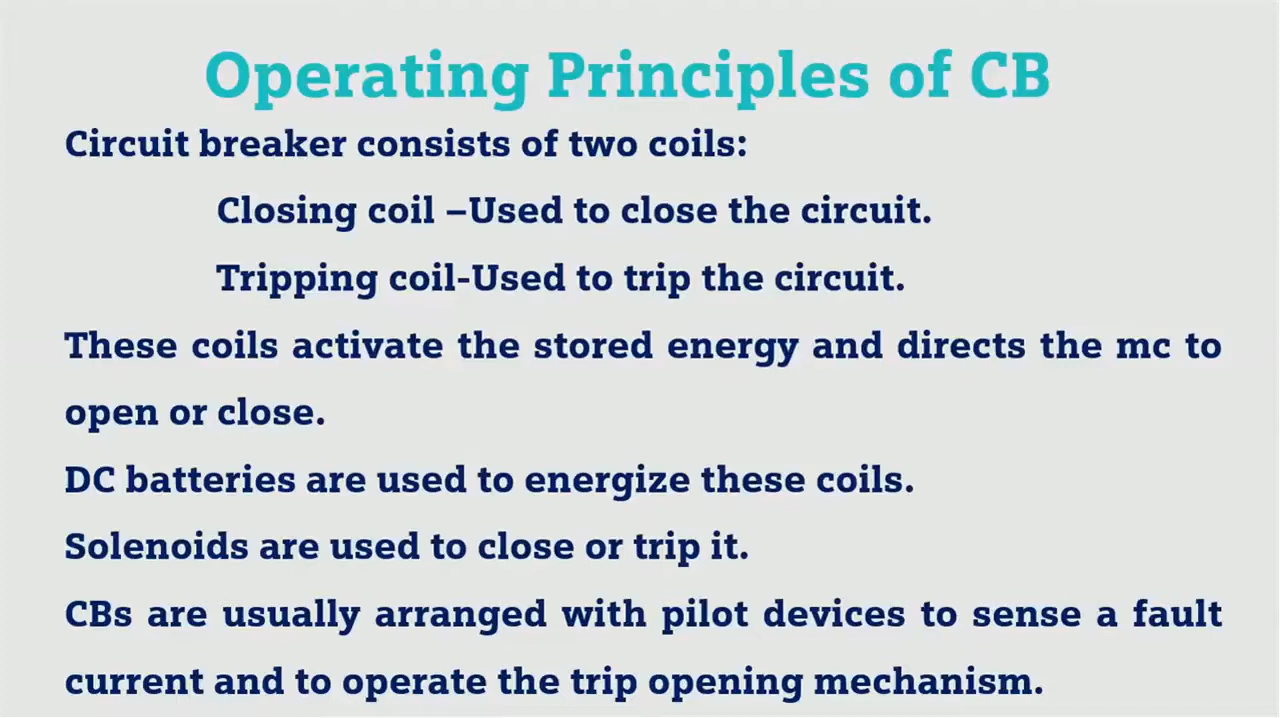 Operating Principles of CB
Circuit breaker consists of two coils:
Closing coil –Used to close the circuit.
Tripping coil-Used to trip the circuit.
These coils activate the stored energy and directs the mc to
open or close.
DC batteries are used to energize these coils.
Solenoids are used to close or trip it.
CBs are usually arranged with pilot devices to sense a fault
current and to operate the trip opening mechanism.